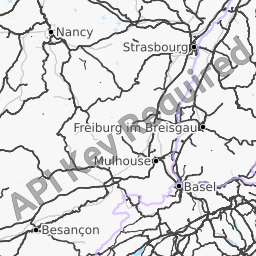 Nancy
Strasbourg
API Key Required
Freiburg im Breisgau
Mulhouse
Basel
Besançon